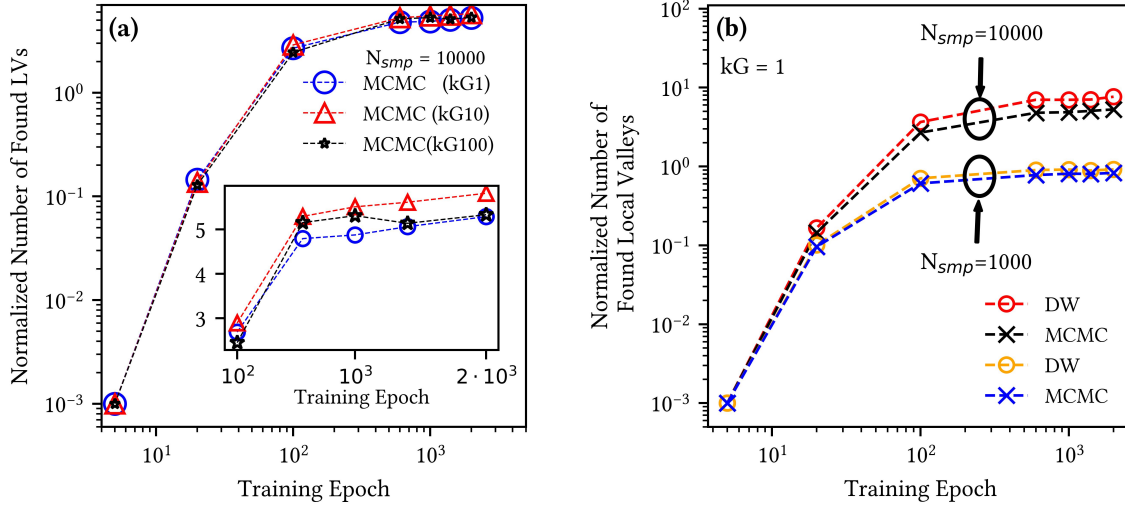 (a)
N_smp = 10000
MCMC (kG1)
MCMC (kG10)
MCMC(kG100)
Normalized Number of Found LVs
10^0
10^-1
10^-2
10^-3
10^1
10^2
10^3
Training Epoch
5
4
3
10^2
10^3
2·10^3
Training Epoch
(b)
N_smp=10000
kG = 1
N_smp=1000
DW
MCMC
DW
MCMC
Normalized Number of
Found Local Valleys
10^2
10^1
10^0
10^-1
10^-2
10^-3
10^1
10^2
10^3
Training Epoch